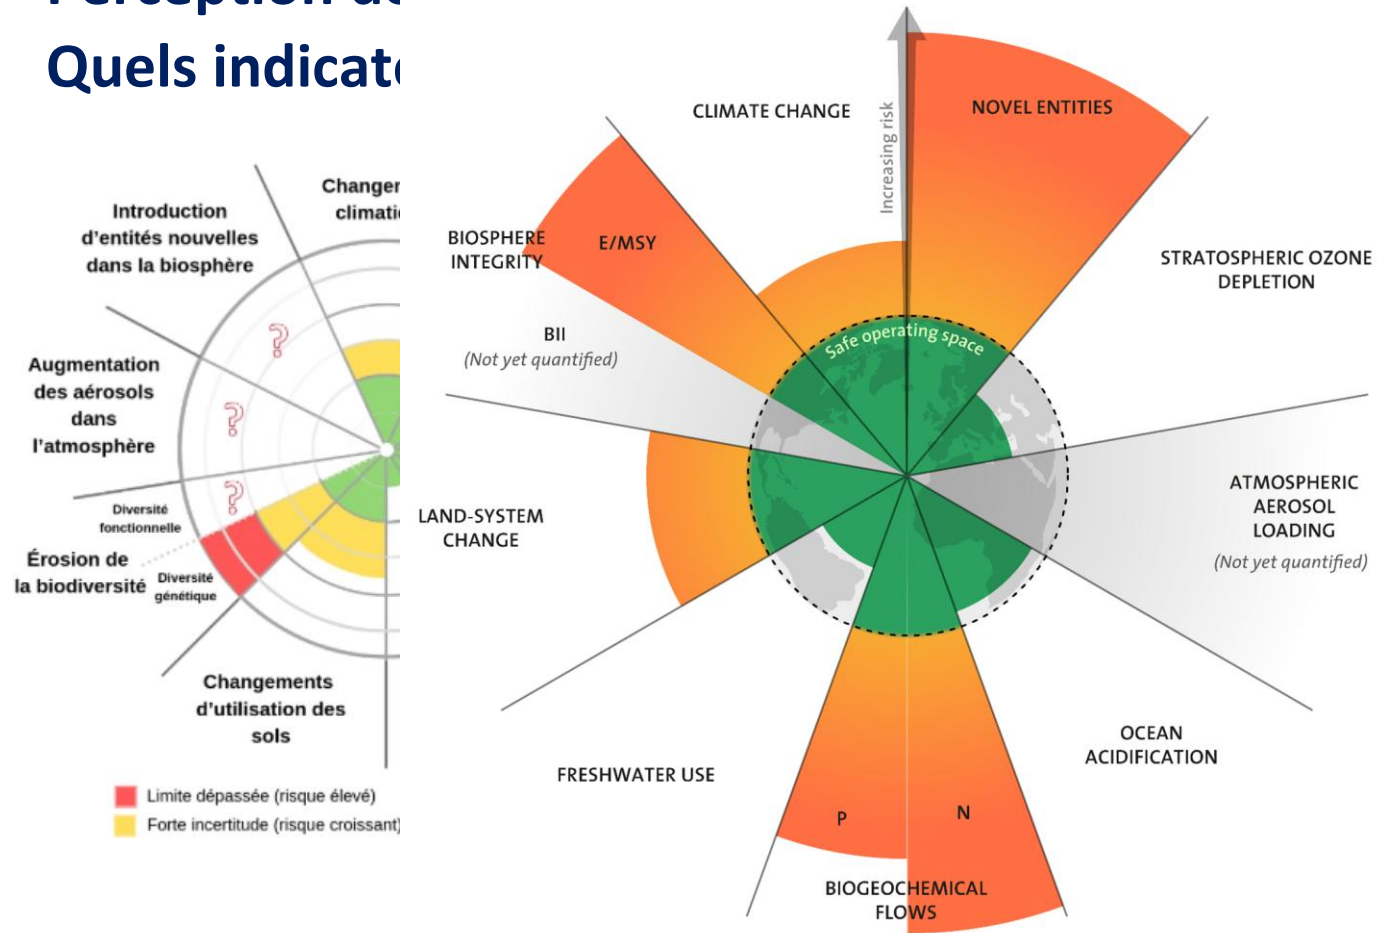 Quels indicat
Introduction
d'entités nouvelles
dans la biosphère
Augmentation
des aérosols
dans
l'atmosphère
?
?
?
Diversité
fonctionnelle
Érosion de
la biodiversité
Diversité
génétique
Changements
d'utilisation des
sols
Limite dépassée (risque élevé)
Forte incertitude (risque croissant)
CLIMATE CHANGE
Increasing risk
NOVEL ENTITIES
STRATOSPHERIC OZONE
DEPLETION
ATMOSPHERIC
AEROSOL
LOADING
(Not yet quantified)
OCEAN
ACIDIFICATION
N
P
BIOGEOCHEMICAL
FLOWS
FRESHWATER USE
LAND-SYSTEM
CHANGE
BIOSPHERE
INTEGRITY
E/MSY
BII
(Not yet quantified)
Safe operating space